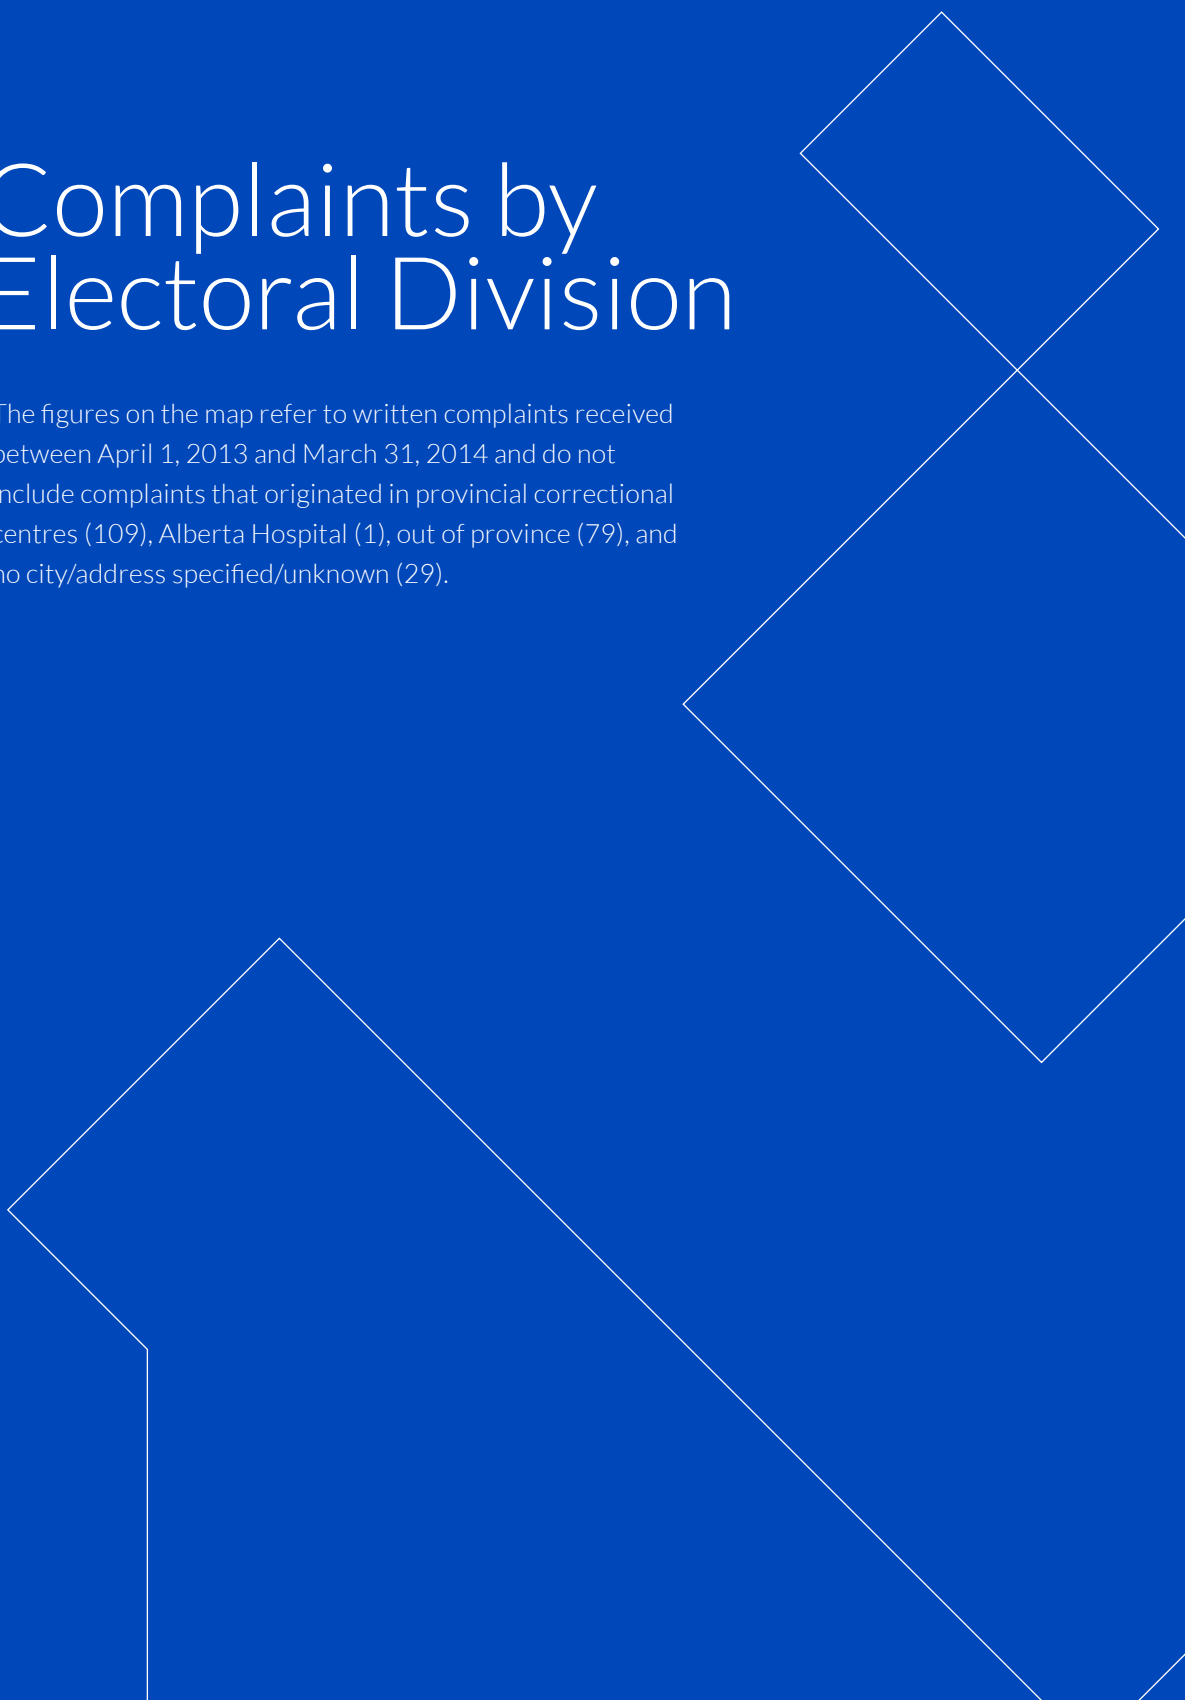 Complaints by
Electoral Division
The figures on the map refer to written complaints received
between April 1, 2013 and March 31, 2014 and do not
include complaints that originated in provincial correctional
centres (109), Alberta Hospital (1), out of province (79), and
no city/address specified/unknown (29).